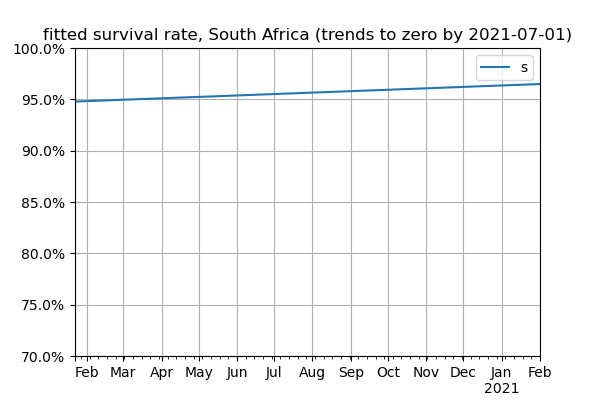 fitted survival rate, South Africa (trends to zero by 2021-07-01)
100.0%
95.0%
90.0%
85.0%
80.0%
75.0%
70.0%
s
Feb Mar Apr May Jun Jul Aug Sep Oct Nov Dec Jan Feb
2021